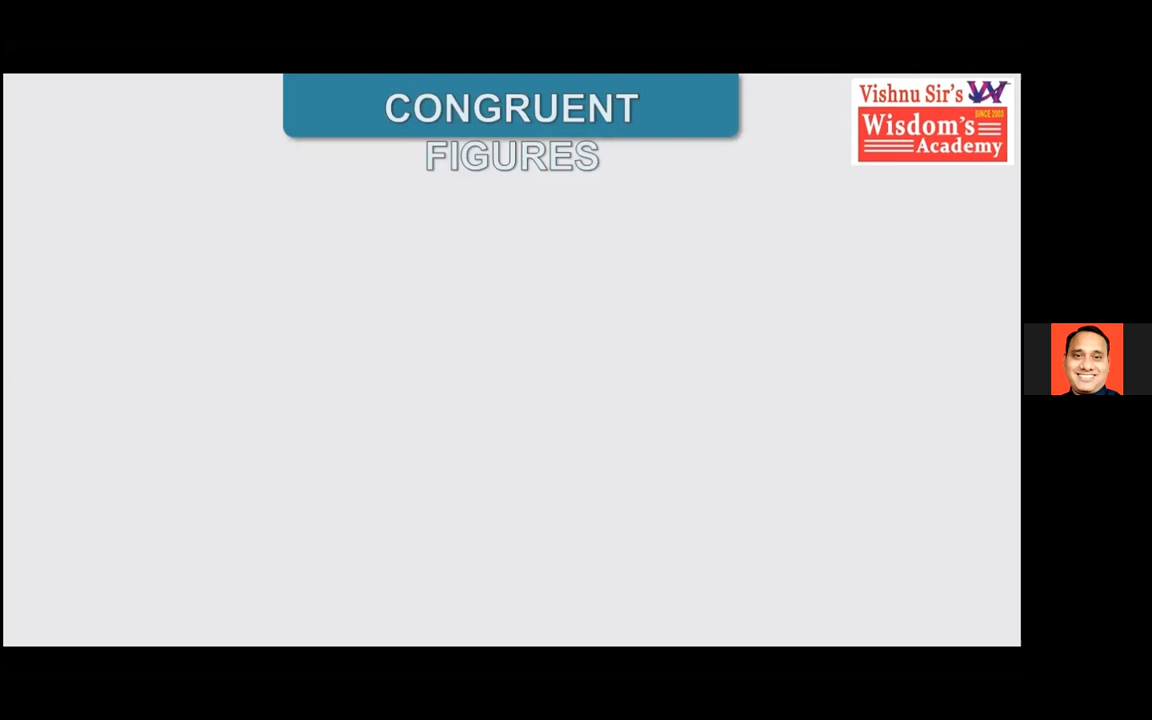 CONGRUENT
FIGURES
Vishnu Sir's
SINCE 2003
Wisdom's
Academy